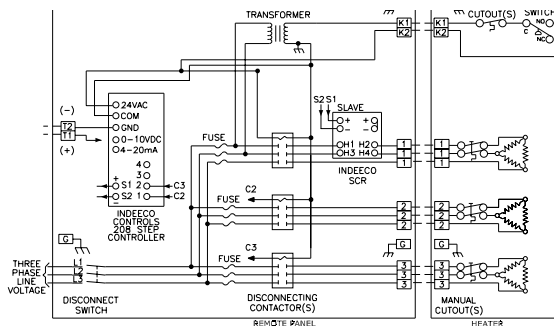 TRANSFORMER
CUTOUT(S)
SWITCH
K1
K1
NO
C
NC
K2
K2
24VAC
COM
(-)
T2
GND
T1
0-10VDC
(+)
4-20mA
4
3
+
S1
2
C3
-
S2
1
C2
INDEECO
CONTROLS
208 STEP
CONTROLLER
S2 S1
SLAVE
+
+
-
-
H1 H2
H3 H4
INDEECO
SCR
FUSE
1
1
1
1
1
1
C2
FUSE
2
2
2
2
2
2
C3
FUSE
G
G
G
THREE
PHASE
LINE
VOLTAGE
L1
L2
L3
3
3
3
3
3
3
DISCONNECT
SWITCH
DISCONNECTING
CONTACTOR(S)
MANUAL
CUTOUT(S)
REMOTE PANEL
HEATER